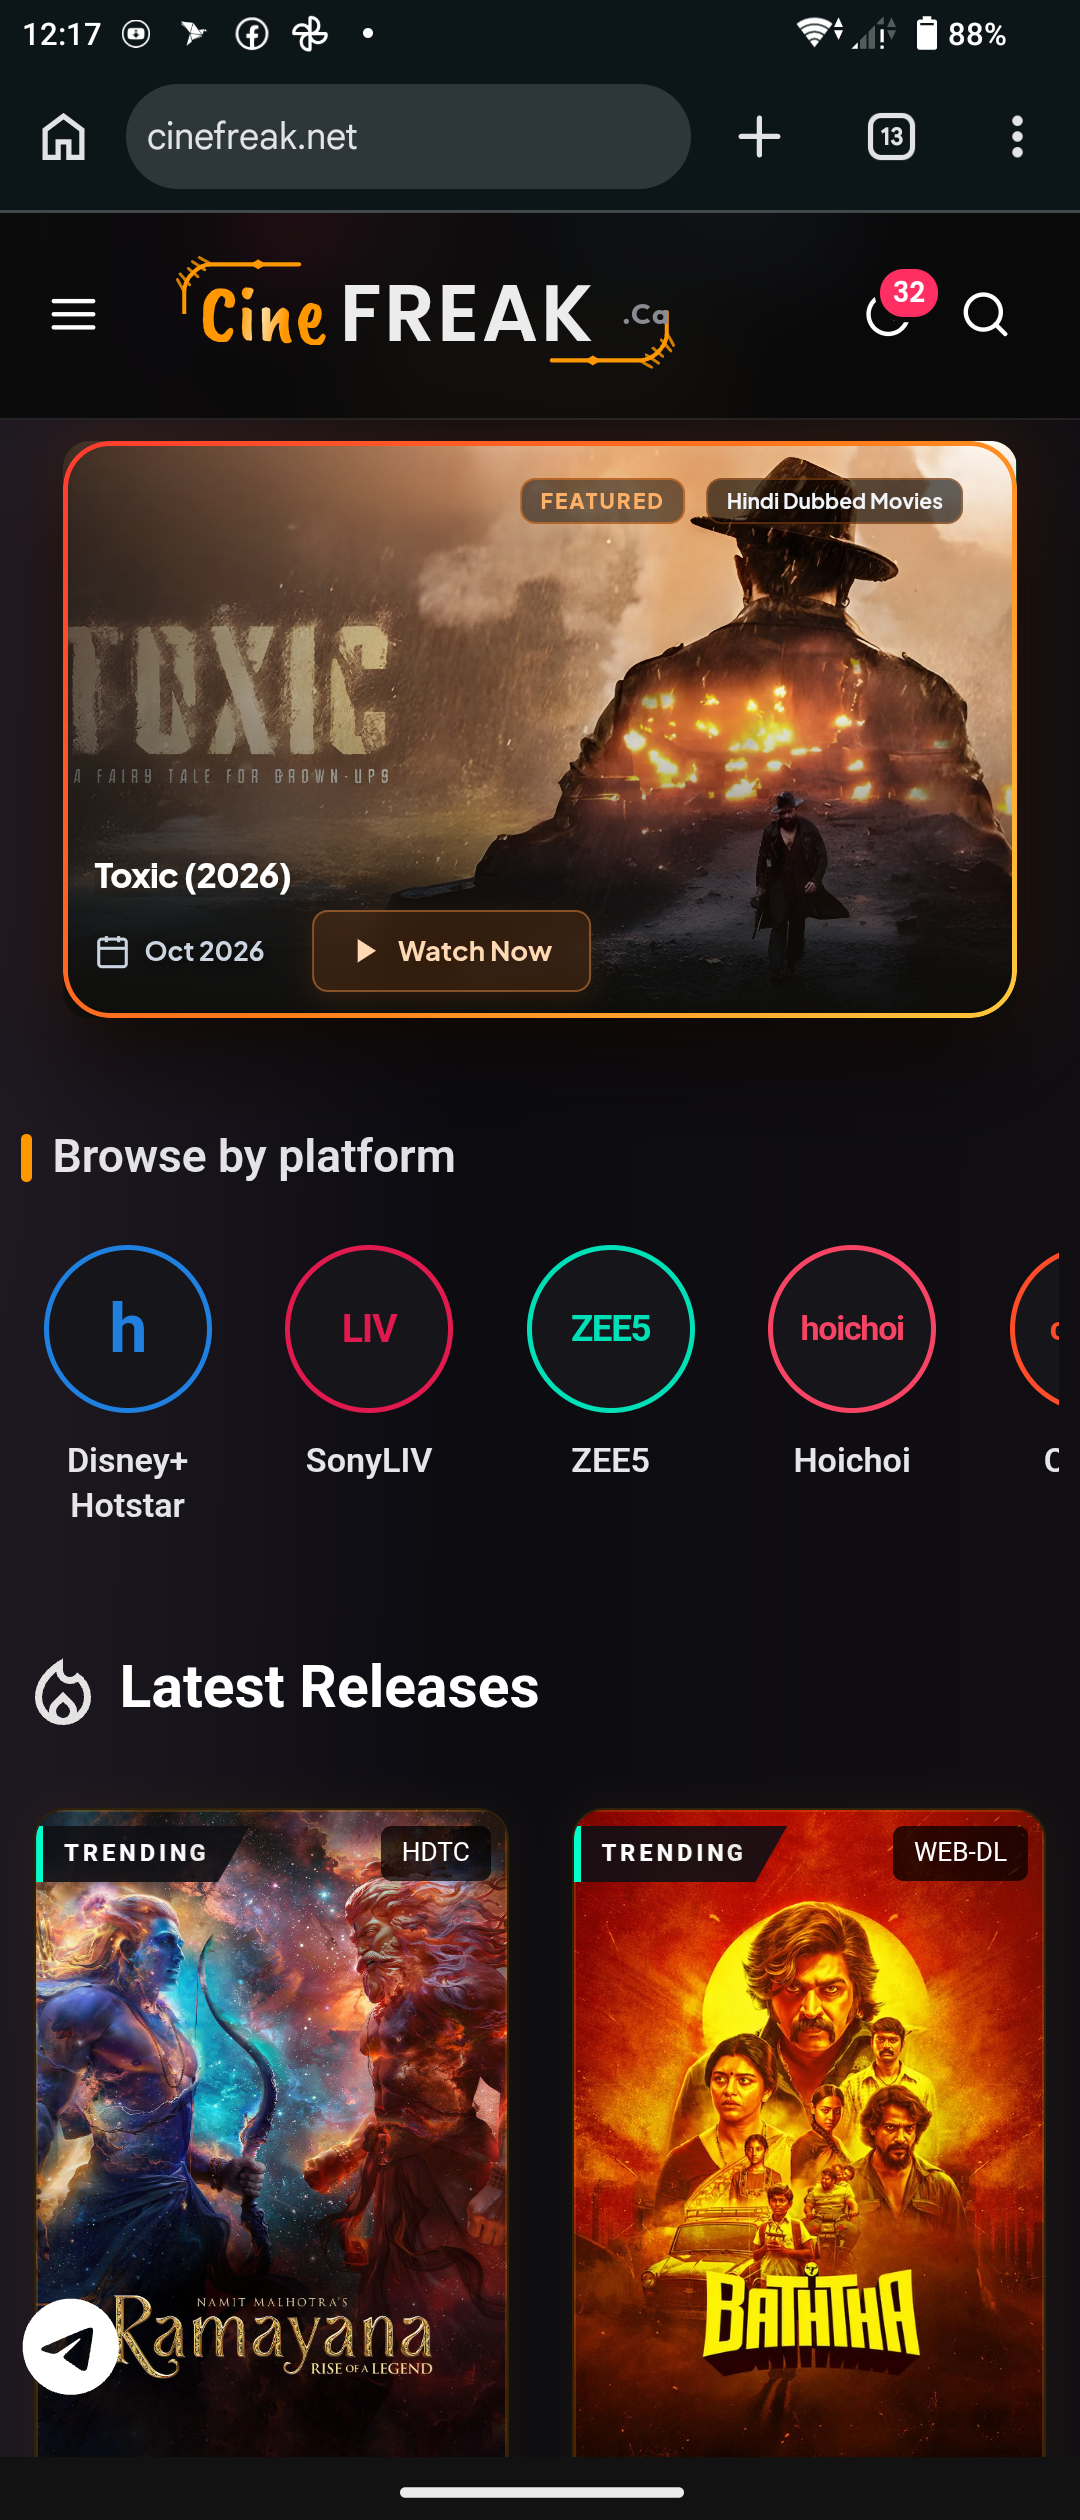 12:17
88%
cinefreak.net
13
Cine FREAK .Ca
32
FEATURED
Hindi Dubbed Movies
TOXIC
A FAIRY TALE FOR GROWN-UPS
Toxic (2026)
Oct 2026
Watch Now
Browse by platform
h
LIV
ZEE5
hoichoi
Disney+
Hotstar
SonyLIV
ZEE5
Hoichoi
Latest Releases
TRENDING
HDTC
TRENDING
WEB-DL
NAMIT MALHOTRA'S
Ramayana
RISE OF A LEGEND
BATHTHA